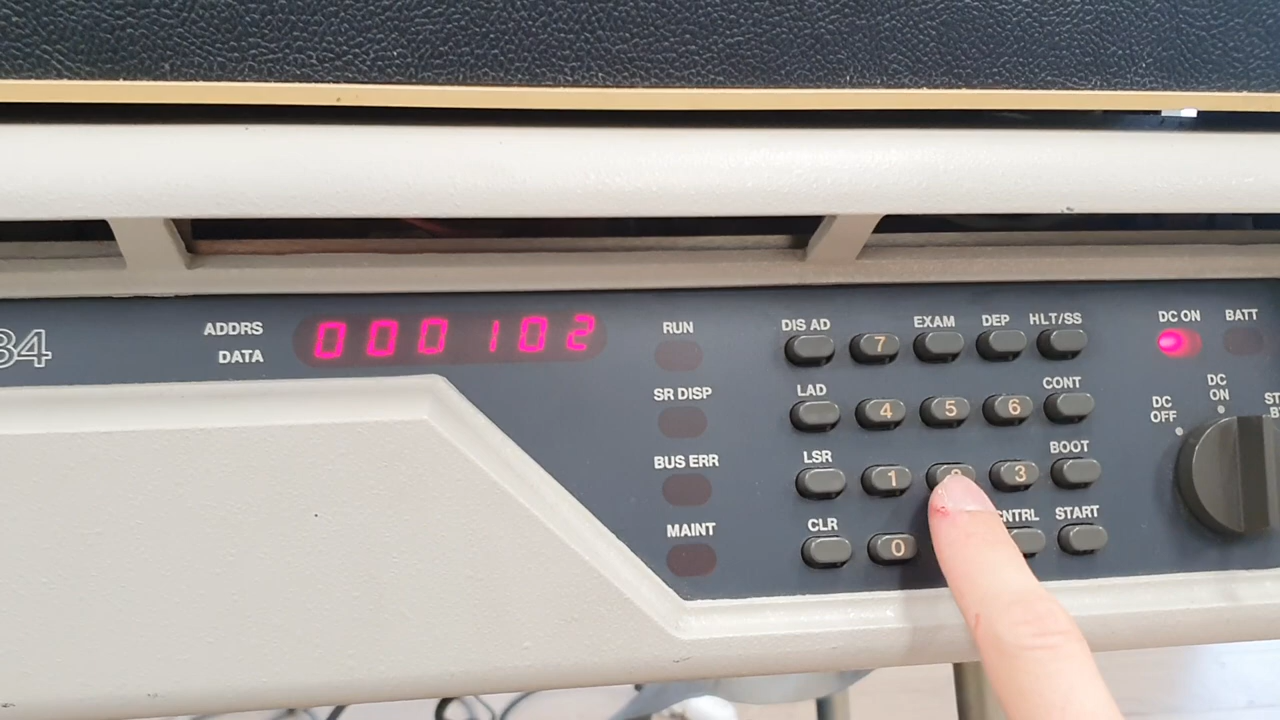 34
ADDRS
DATA
000102
RUN
SR DISP
BUS ERR
MAINT
DIS AD 7 EXAM DEP HLT/SS
LAD 4 5 6 CONT
LSR 1 3 BOOT
CLR 0 CNTRL START
DC ON BATT
DC OFF
DC ON